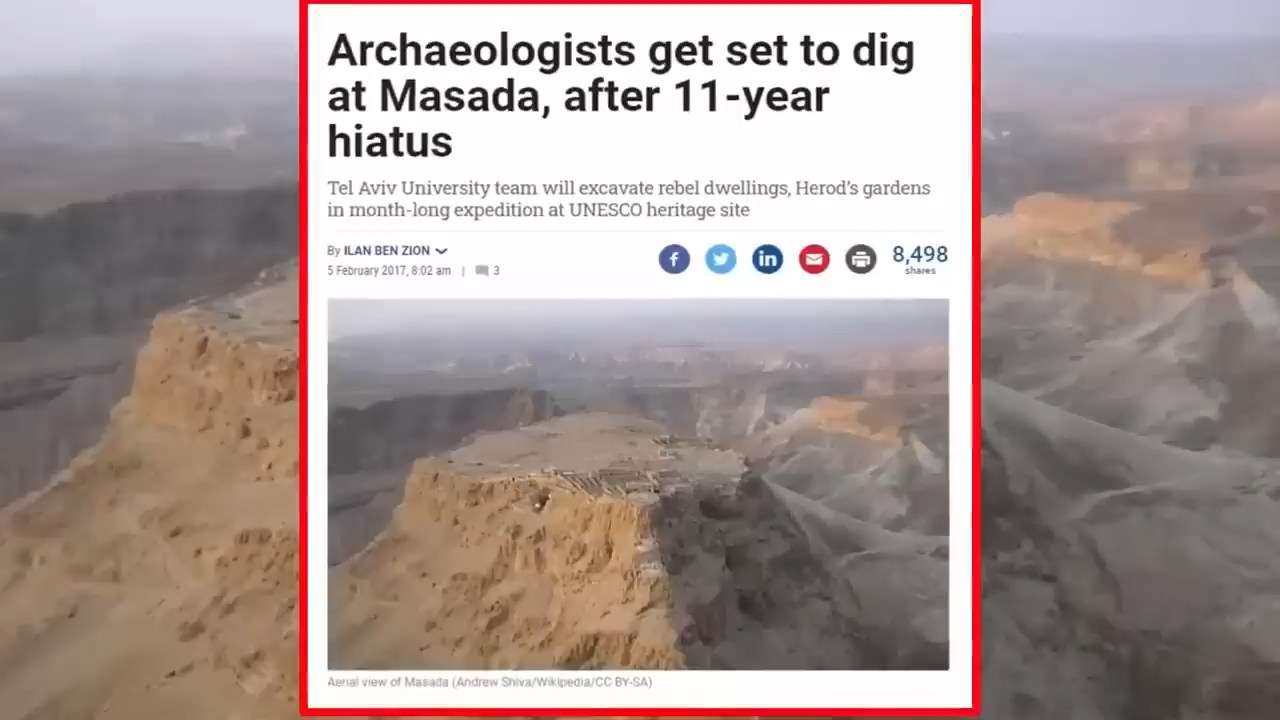 Archaeologists get set to dig
at Masada, after 11-year
hiatus
Tel Aviv University team will excavate rebel dwellings, Herod's gardens
in month-long expedition at UNESCO heritage site
By ILAN BEN ZION
5 February 2017, 8:02 am | 3
f
in
8,498
shares
Aerial view of Masada (Andrew Shiva/Wikipedia/CC BY-SA)